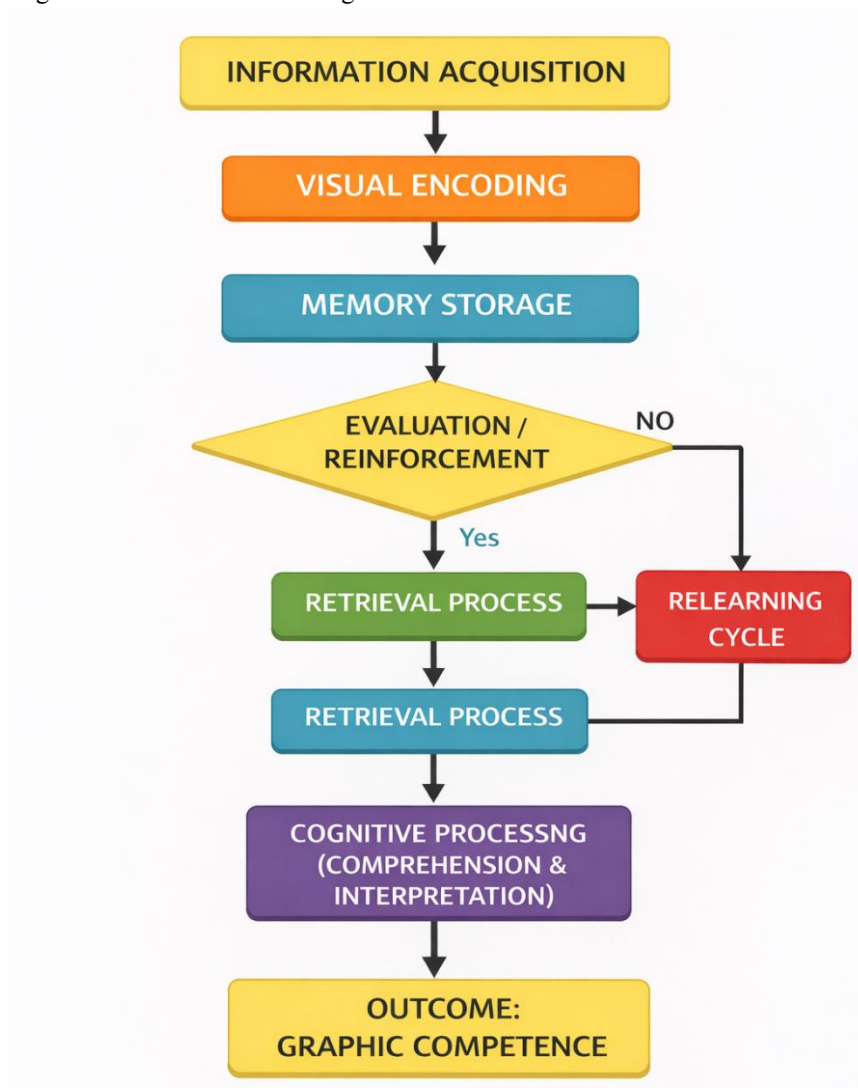 INFORMATION ACQUISITION
VISUAL ENCODING
MEMORY STORAGE
EVALUATION /
REINFORCEMENT
NO
Yes
RETRIEVAL PROCESS
RELEARNING
CYCLE
RETRIEVAL PROCESS
COGNITIVE PROCESSNG
(COMPREHENSION &
INTERPRETATION)
OUTCOME:
GRAPHIC COMPETENCE